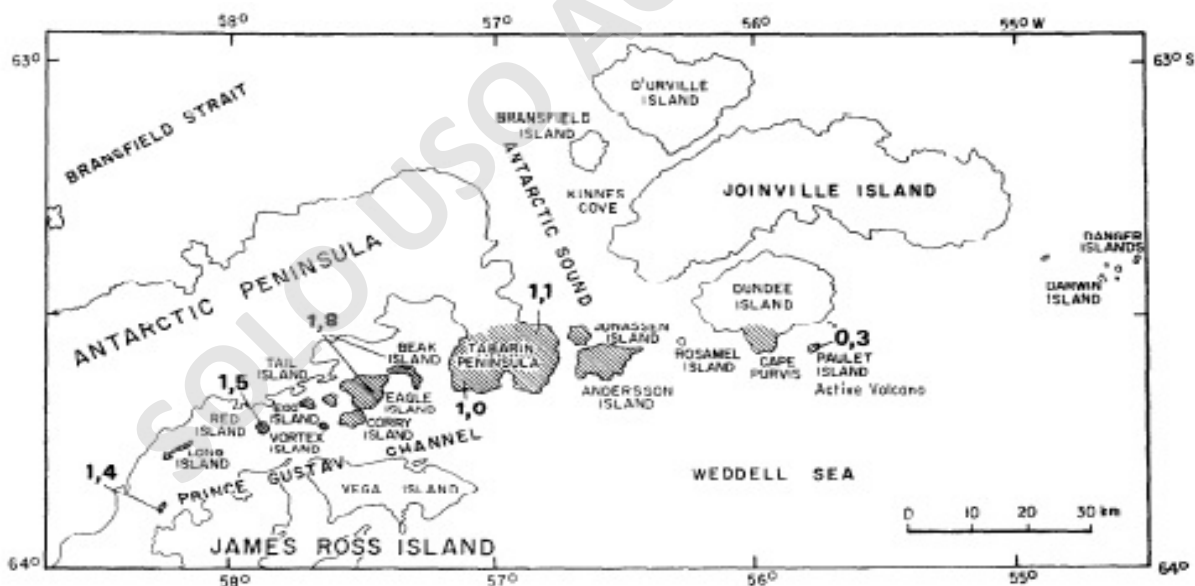 58°
57°
56°
55° W
63°
63° S
BRANSFIELD STRAIT
D'URVILLE
ISLAND
BRANSFIELD
ISLAND
ANTARCTIC SOUND
KINNES
COVE
JOINVILLE ISLAND
DANGER
ISLANDS
DARWIN
ISLAND
ANTARCTIC PENINSULA
DUNDEE
ISLAND
1,1
1,8
0,3
JONASSEN
ISLAND
ROSAMEL
ISLAND
CAPE
PURVIS
PAULET
ISLAND
Active Volcano
BEAK
ISLAND
TABARIN
PENINSULA
TAIL
ISLAND
1,5
EAGLE
ISLAND
1,0
ANDERSSON
ISLAND
EGG
ISLAND
RED
ISLAND
CORRY
ISLAND
VORTEX
ISLAND
LONG
ISLAND
1,4
PRINCE GUSTAV CHANNEL
VEGA ISLAND
WEDDELL SEA
JAMES ROSS ISLAND
0 10 20 30 km
64°
64°
58°
57°
56°
55°
SOLO USO